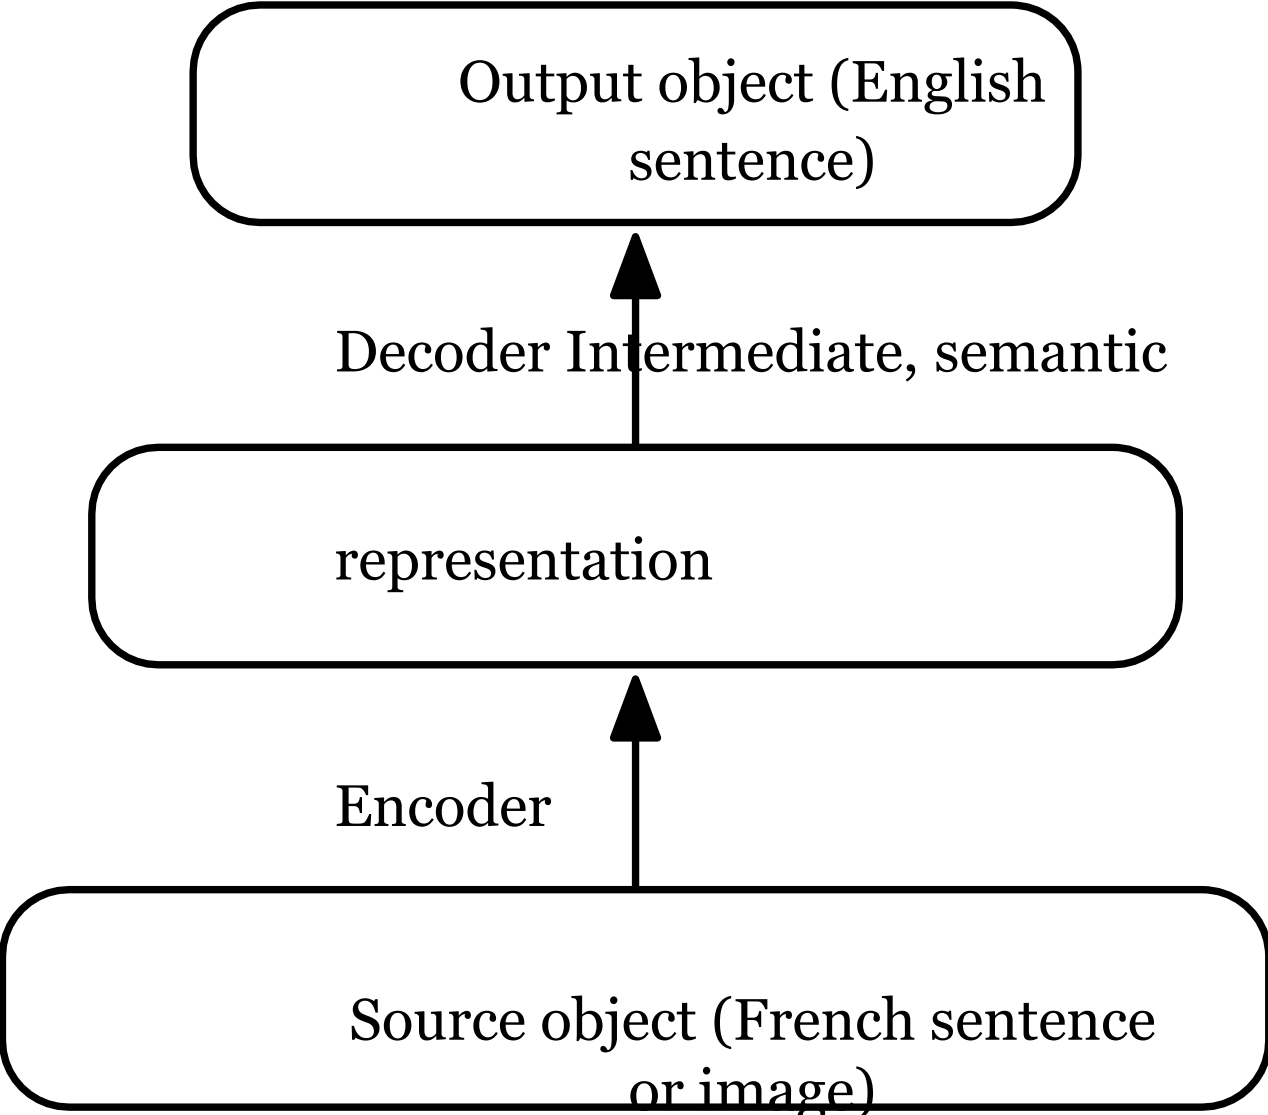 Output object (English
sentence)
Decoder Intermediate, semantic
representation
Encoder
Source object (French sentence
or image)